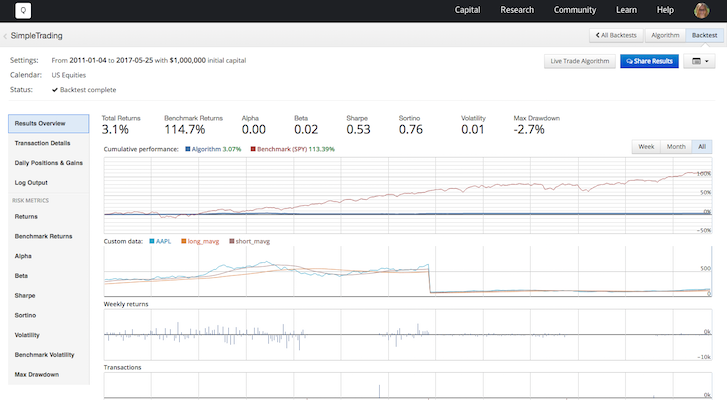 Q
Capital Research Community Learn Help
SimpleTrading
All Backtests Algorithm Backtest
Settings: From 2011-01-04 to 2017-05-25 with $1,000,000 initial capital
Live Trade Algorithm Share Results
Calendar: US Equities
Status: Backtest complete
Results Overview
Transaction Details
Daily Positions & Gains
Log Output
RISK METRICS
Returns
Benchmark Returns
Alpha
Beta
Sharpe
Sortino
Volatility
Benchmark Volatility
Max Drawdown
Total Returns Benchmark Returns Alpha Beta Sharpe Sortino Volatility Max Drawdown
3.1% 114.7% 0.00 0.02 0.53 0.76 0.01 -2.7%
Cumulative performance: Algorithm 3.07% Benchmark (SPY) 113.39%
Week Month All
100%
0%
-50%
Custom data: AAPL long_mavg short_mavg
500
0
Weekly returns
0k
-10k
Transactions
0k